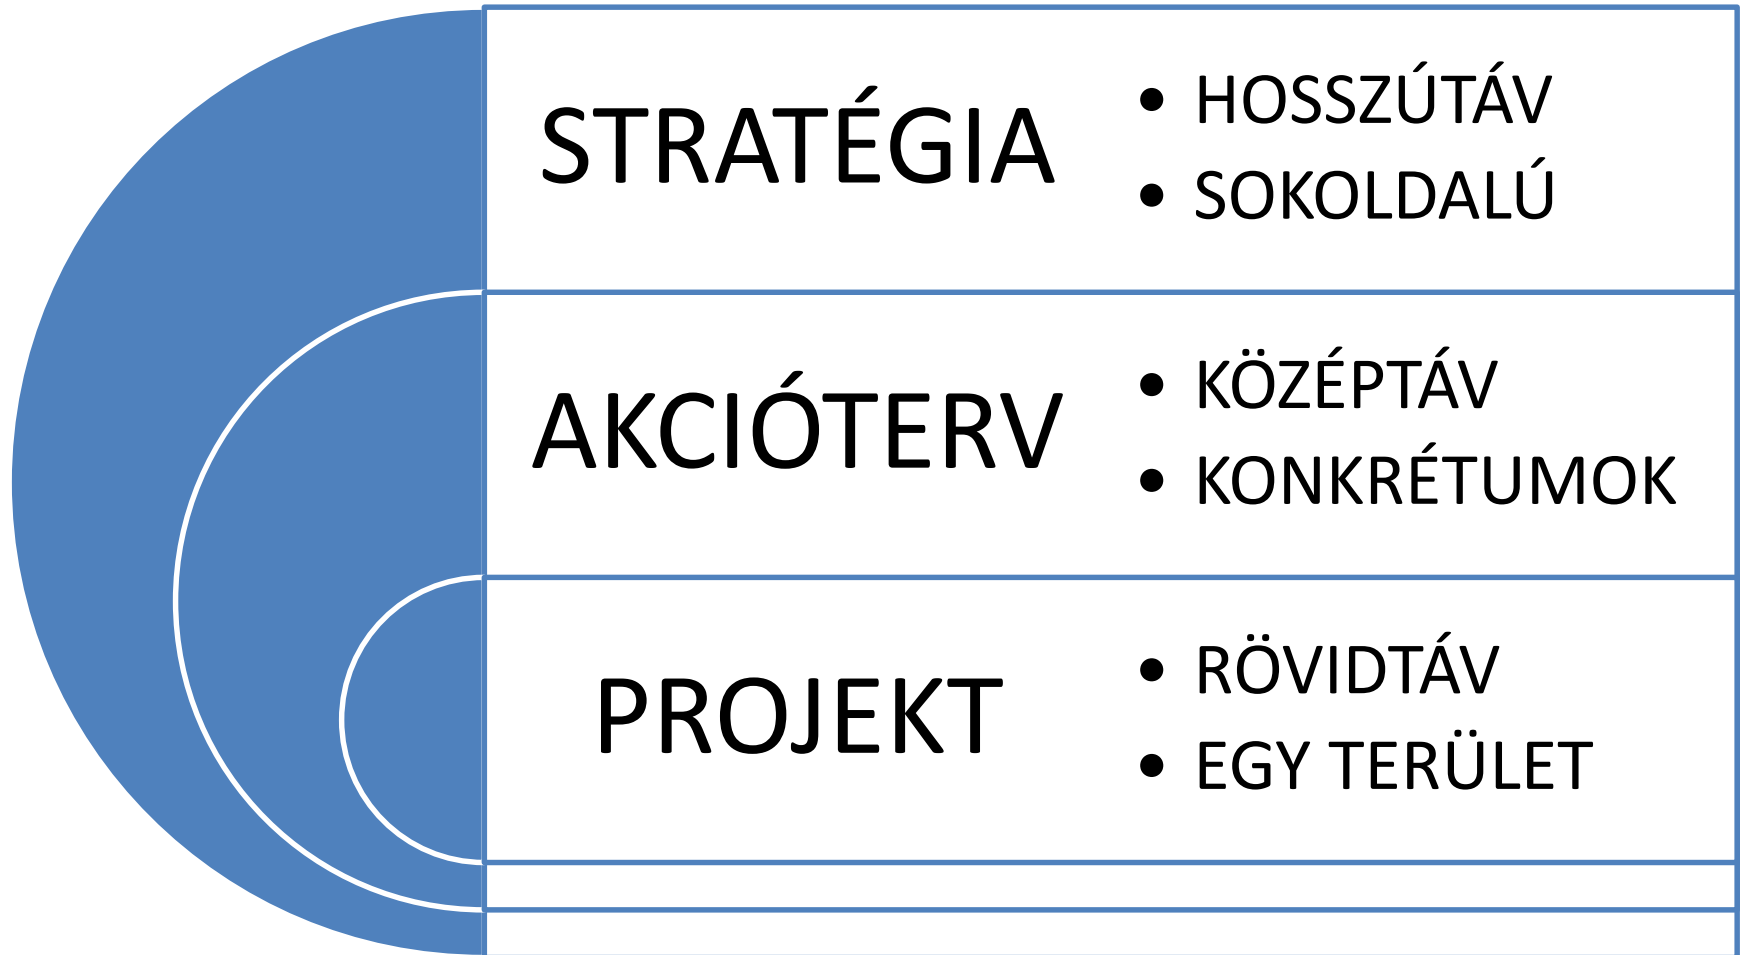 STRATÉGIA
• HOSSZÚTÁV
• SOKOLDALÚ
AKCIÓTERV
• KÖZÉPTÁV
• KONKRÉTUMOK
PROJEKT
• RÖVIDTÁV
• EGY TERÜLET